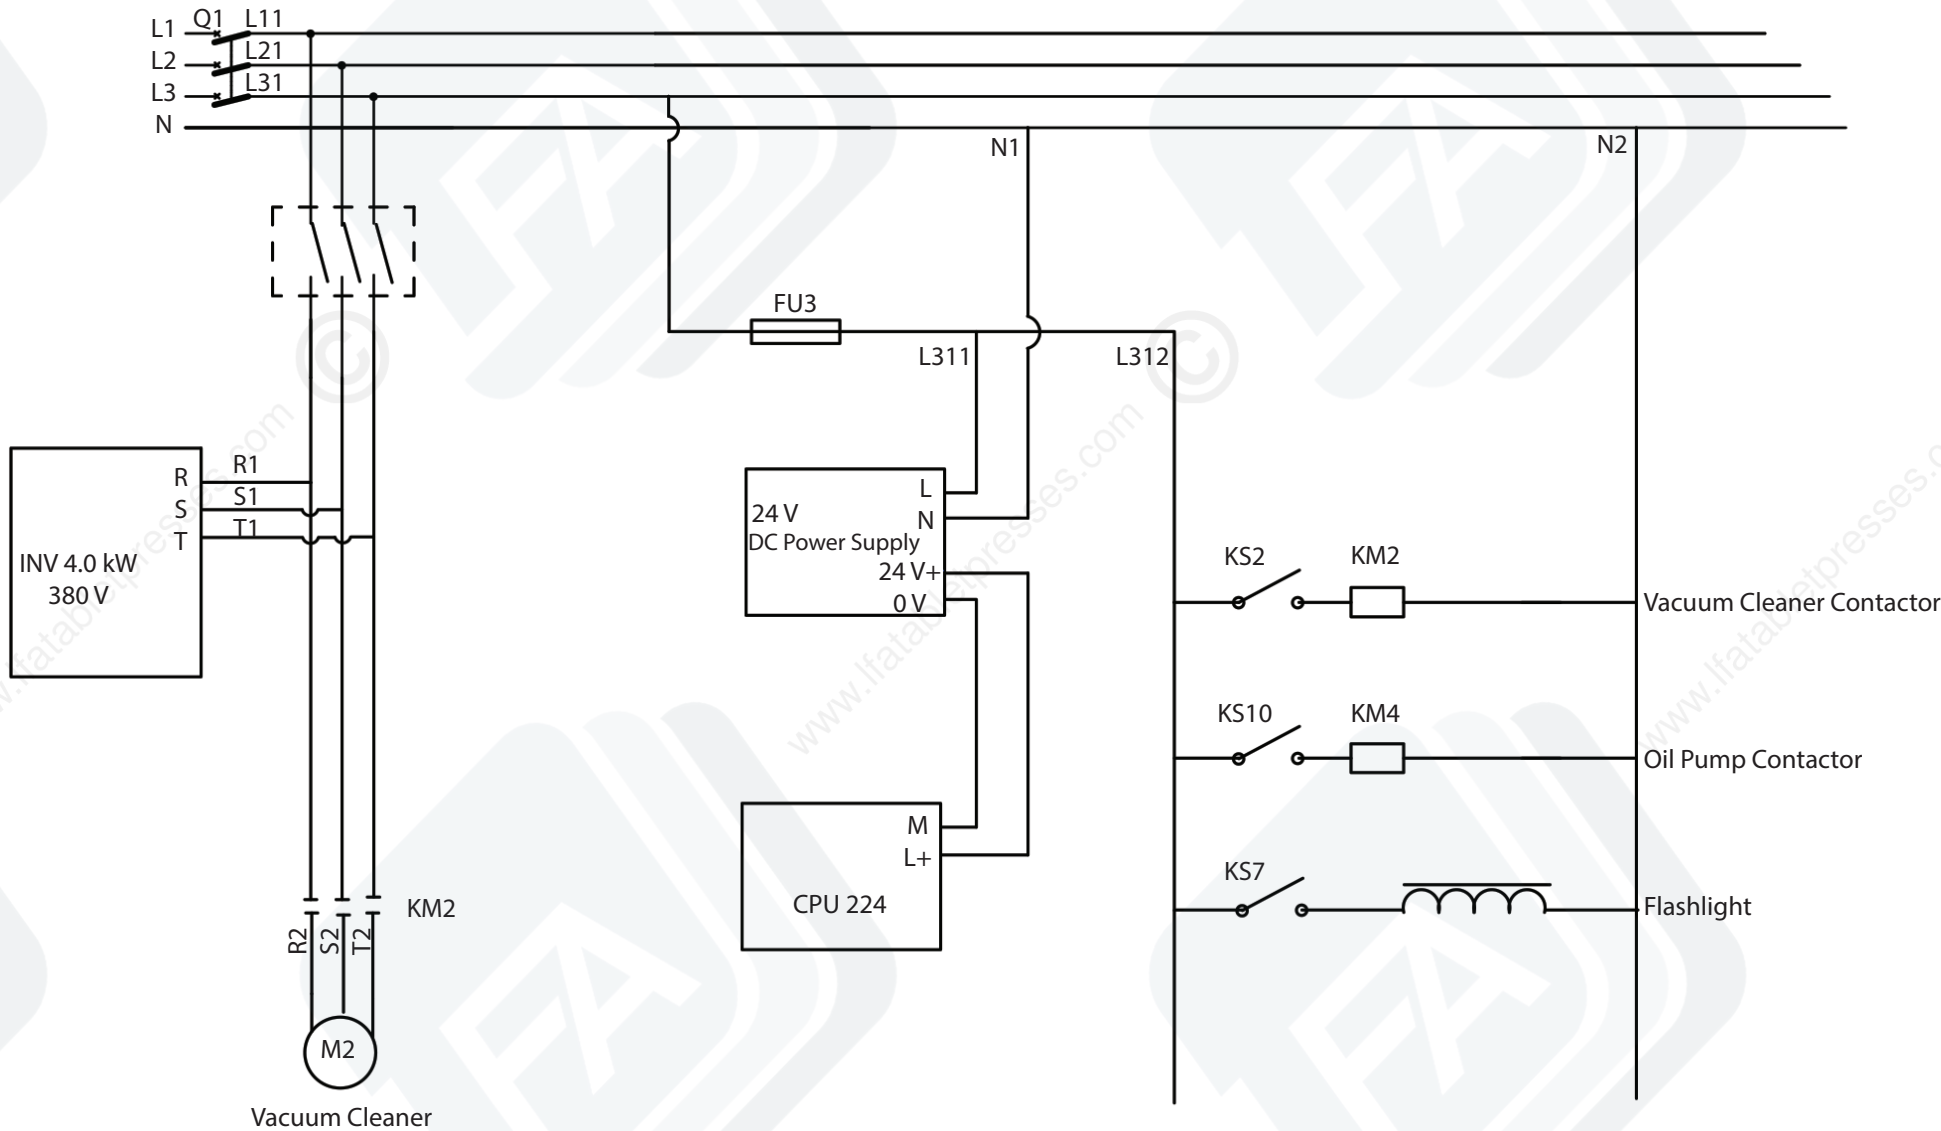 L1 Q1 L11
L2 L21
L3 L31
N
N1
N2
FU3
L311
L312
R R1
S S1
T T1
INV 4.0 kW
380 V
L
24 V
N
DC Power Supply
24 V+
0 V
KS2 KM2
Vacuum Cleaner Contactor
KS10 KM4
Oil Pump Contactor
M
L+
CPU 224
KS7
Flashlight
KM2
R2 S2 T2
M2
Vacuum Cleaner
©
©
www.lfatabletpresses.com
www.lfatabletpresses.com
www.lfatabletpresses.c